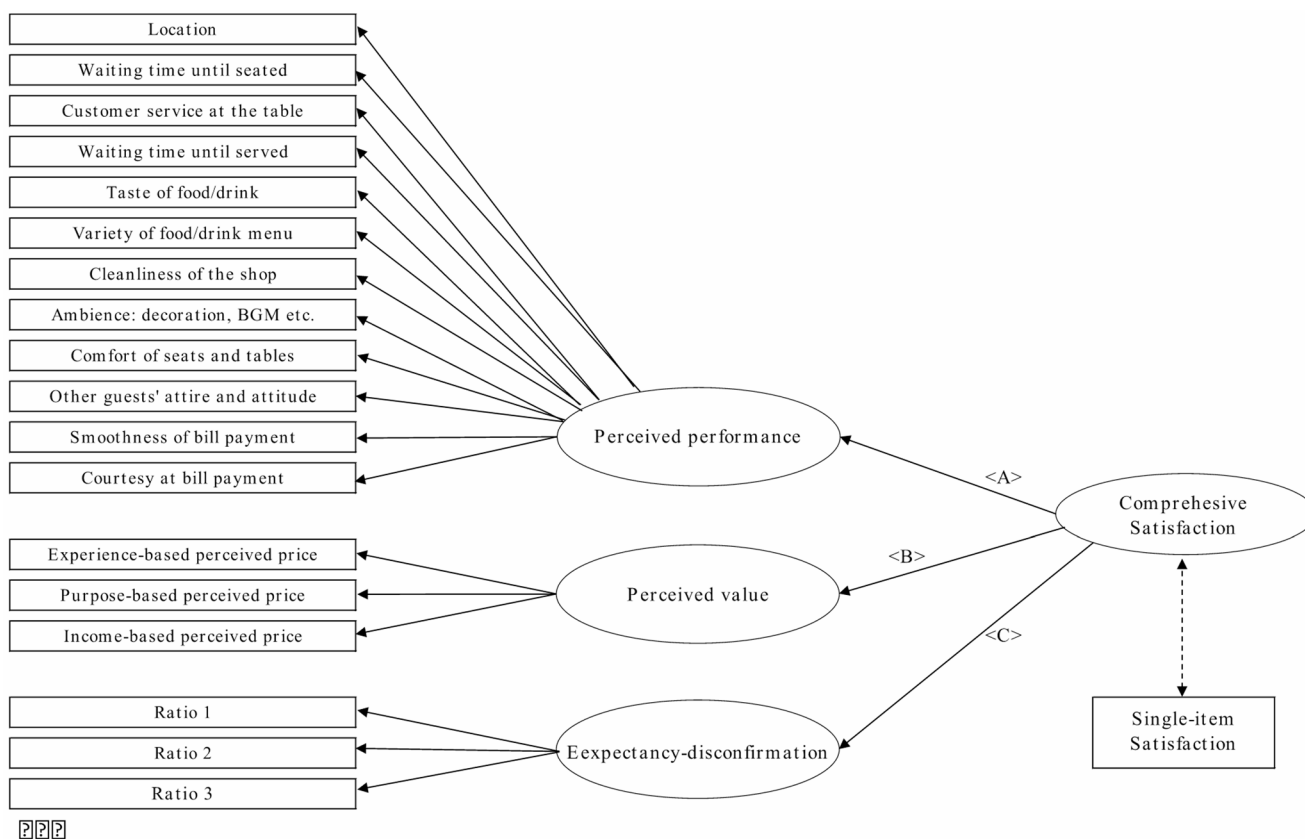 Location
Waiting time until seated
Customer service at the table
Waiting time until served
Taste of food/drink
Variety of food/drink menu
Cleanliness of the shop
Ambience: decoration, BGM etc.
Comfort of seats and tables
Other guests' attire and attitude
Smoothness of bill payment
Courtesy at bill payment
Perceived performance
<A>
Comprehesive
Satisfaction
Experience-based perceived price
Purpose-based perceived price
Income-based perceived price
Perceived value
<B>
<C>
Ratio 1
Ratio 2
Ratio 3
Eexpectancy-disconfirmation
Single-item
Satisfaction